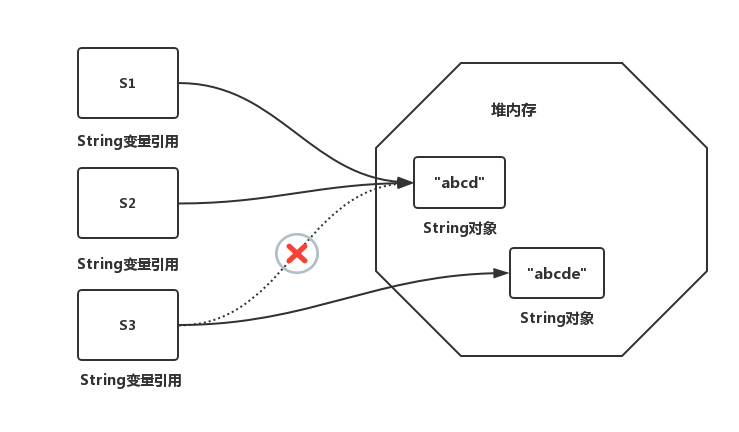 S1
String变量引用
S2
String变量引用
S3
String变量引用
堆内存
"abcd"
String对象
"abcde"
String对象